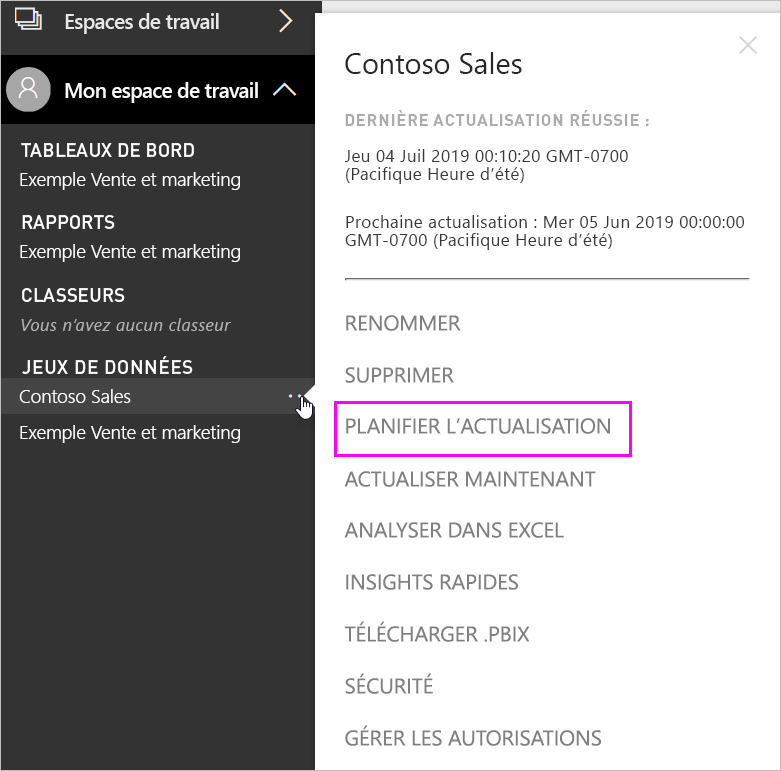 Espaces de travail
Mon espace de travail
TABLEAUX DE BORD
Exemple Vente et marketing
RAPPORTS
Exemple Vente et marketing
CLASSEURS
Vous n’avez aucun classeur
JEUX DE DONNÉES
Contoso Sales
Exemple Vente et marketing
Contoso Sales
DERNIÈRE ACTUALISATION RÉUSSIE :
Jeu 04 Juil 2019 00:10:20 GMT-0700
(Pacifique Heure d’été)
Prochaine actualisation : Mer 05 Jun 2019 00:00:00
GMT-0700 (Pacifique Heure d’été)
RENOMMER
SUPPRIMER
PLANIFIER L’ACTUALISATION
ACTUALISER MAINTENANT
ANALYSER DANS EXCEL
INSIGHTS RAPIDES
TÉLÉCHARGER .PBIX
SÉCURITÉ
GÉRER LES AUTORISATIONS